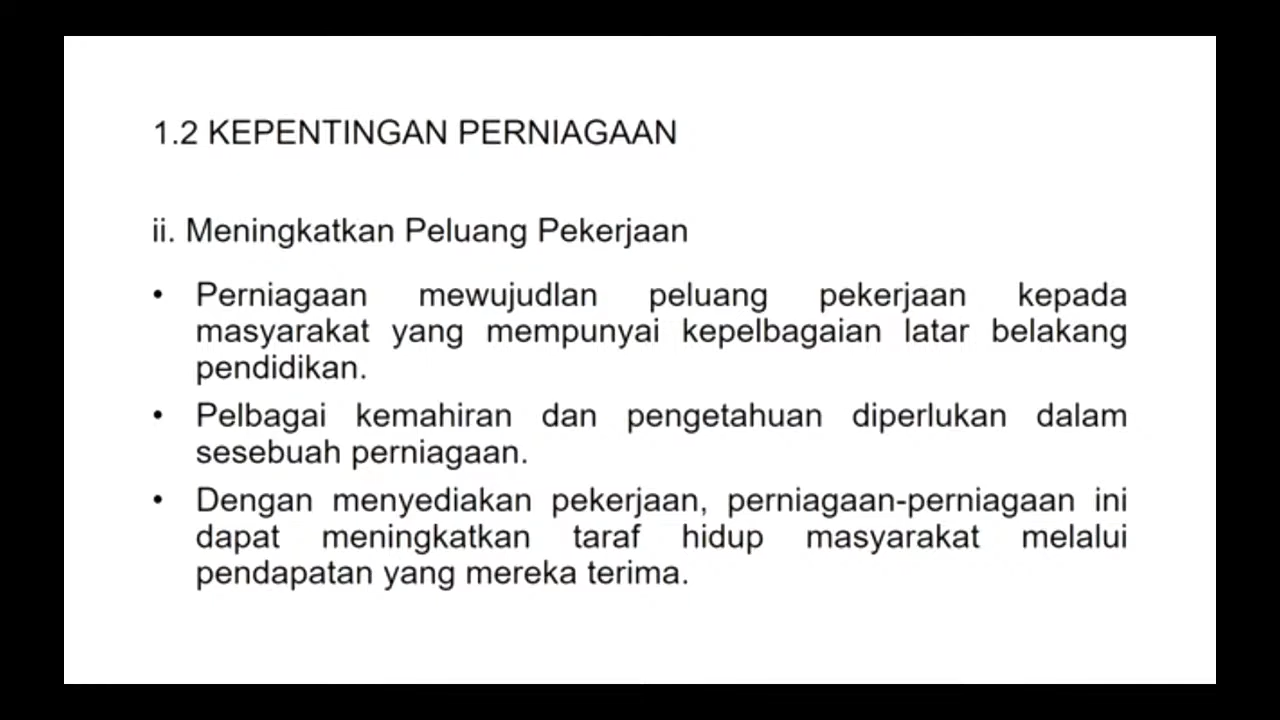 1.2 KEPENTINGAN PERNIAGAAN
ii. Meningkatkan Peluang Pekerjaan
• Perniagaan mewujudlan peluang pekerjaan kepada
masyarakat yang mempunyai kepelbagaian latar belakang
pendidikan.
• Pelbagai kemahiran dan pengetahuan diperlukan dalam
sesebuah perniagaan.
• Dengan menyediakan pekerjaan, perniagaan-perniagaan ini
dapat meningkatkan taraf hidup masyarakat melalui
pendapatan yang mereka terima.